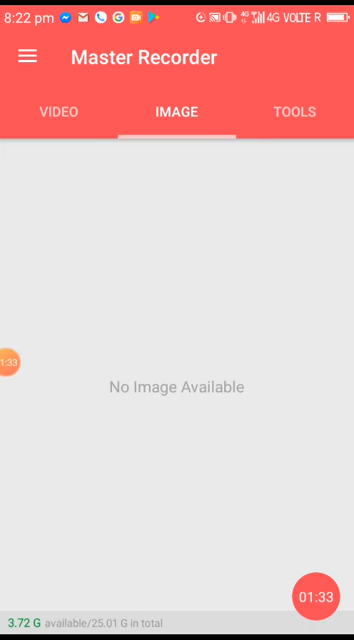 8:22 pm 4G 4G VOLTE R
Master Recorder
VIDEO IMAGE TOOLS
1:33
No Image Available
01:33
3.72 G available/25.01 G in total